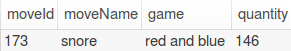 moveId moveName game quantity
173 snore red and blue 146